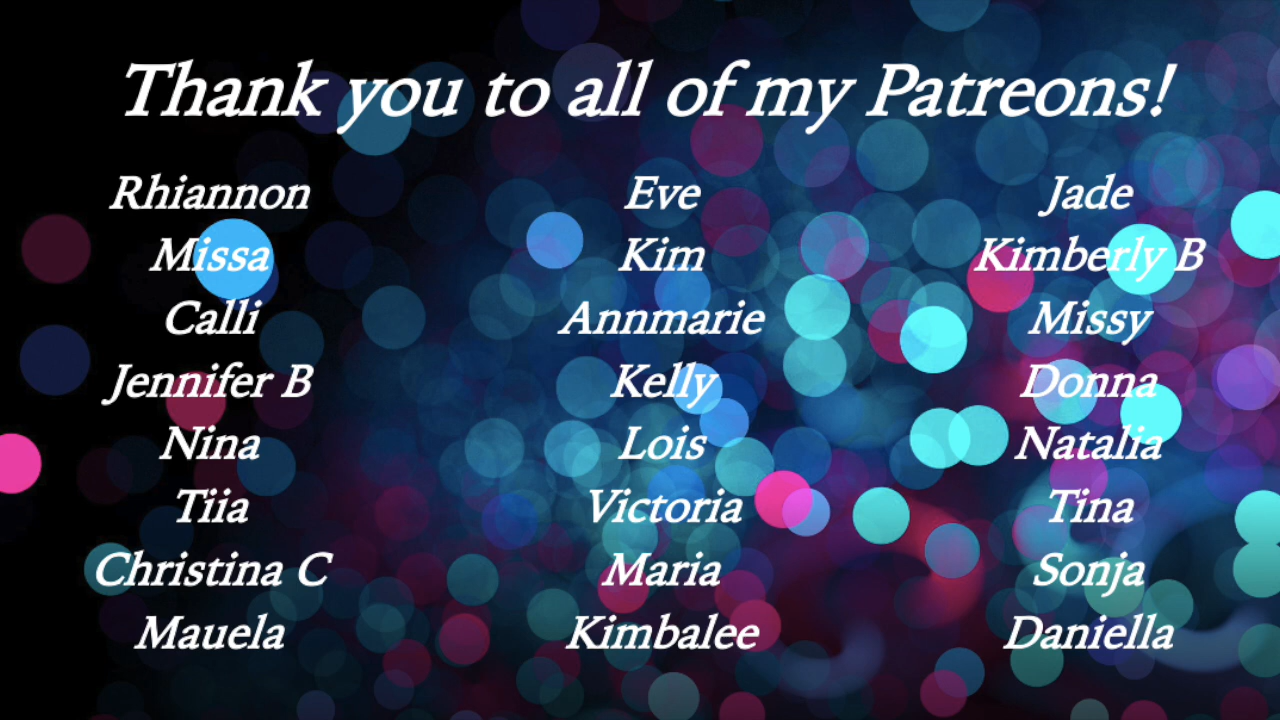 Thank you to all of my Patreons!
Rhiannon
Missa
Calli
Jennifer B
Nina
Tiia
Christina C
Mauela
Eve
Kim
Annmarie
Kelly
Lois
Victoria
Maria
Kimbalee
Jade
Kimberly B
Missy
Donna
Natalia
Tina
Sonja
Daniella